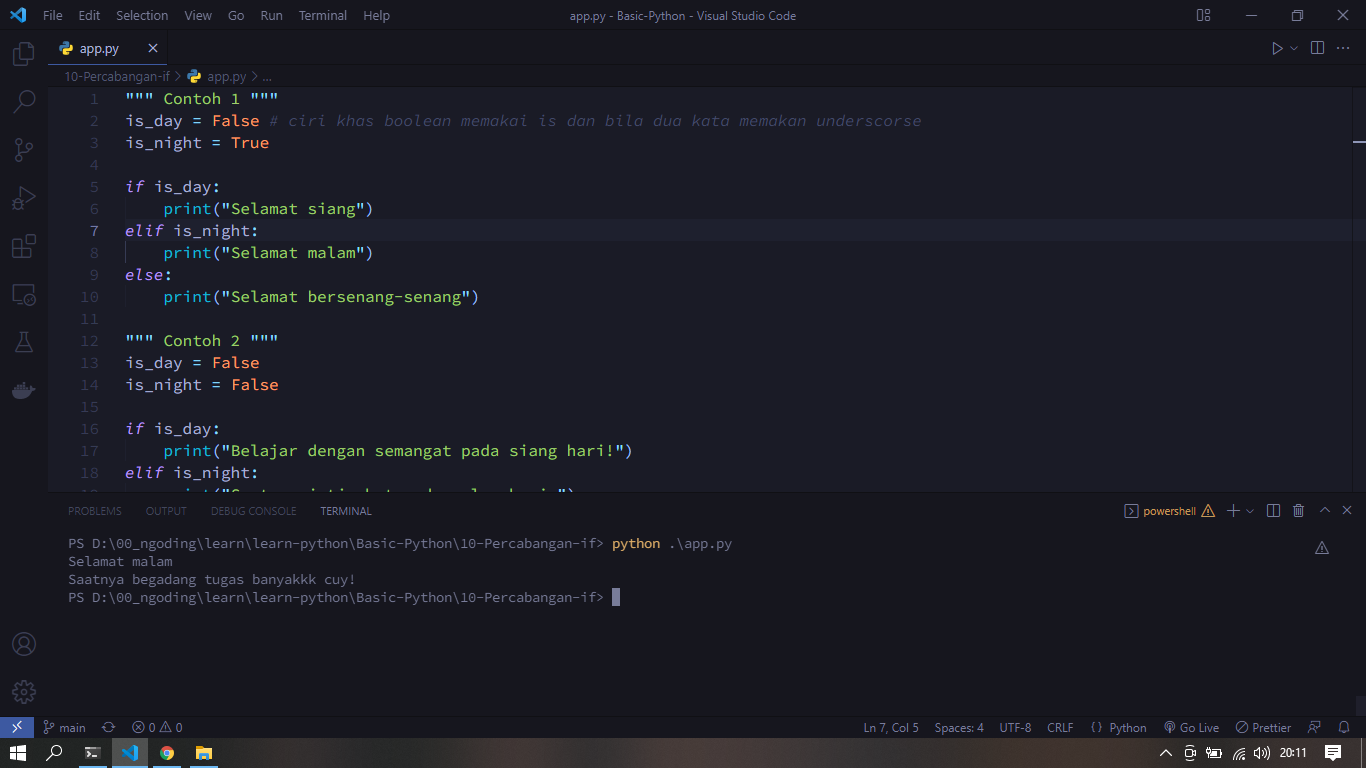 File Edit Selection View Go Run Terminal Help app.py - Basic-Python - Visual Studio Code
app.py
10-Percabangan-if > app.py > ...
1 """ Contoh 1 """
2 is_day = False # ciri khas boolean memakai is dan bila dua kata memakan underscorse
3 is_night = True
4
5 if is_day:
6 print("Selamat siang")
7 elif is_night:
8 print("Selamat malam")
9 else:
10 print("Selamat bersenang-senang")
11
12 """ Contoh 2 """
13 is_day = False
14 is_night = False
15
16 if is_day:
17 print("Belajar dengan semangat pada siang hari!")
18 elif is_night:
PROBLEMS OUTPUT DEBUG CONSOLE TERMINAL powershell
PS D:\00_ngoding\learn\learn-python\Basic-Python\10-Percabangan-if> python .\app.py
Selamat malam
Saatnya begadang tugas banyakkk cuy!
PS D:\00_ngoding\learn\learn-python\Basic-Python\10-Percabangan-if>
main 0 0 Ln 7, Col 5 Spaces: 4 UTF-8 CRLF { } Python Go Live Prettier
20:11